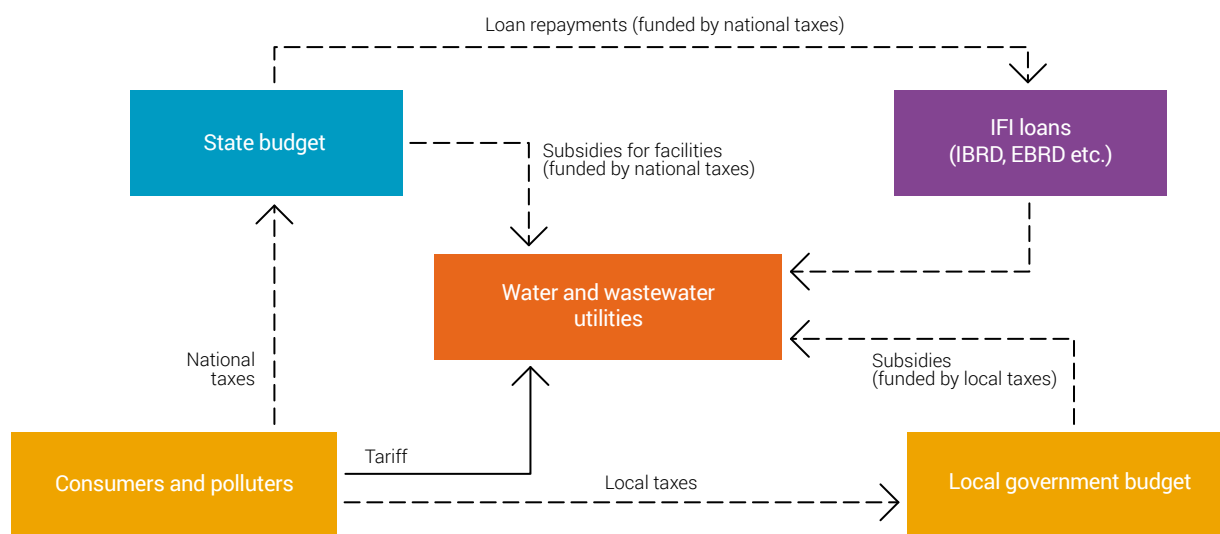 Loan repayments (funded by national taxes)
State budget
IFI loans
(IBRD, EBRD etc.)
Subsidies for facilities
(funded by national taxes)
Water and wastewater
utilities
National
taxes
Subsidies
(funded by local taxes)
Tariff
Consumers and polluters
Local taxes
Local government budget